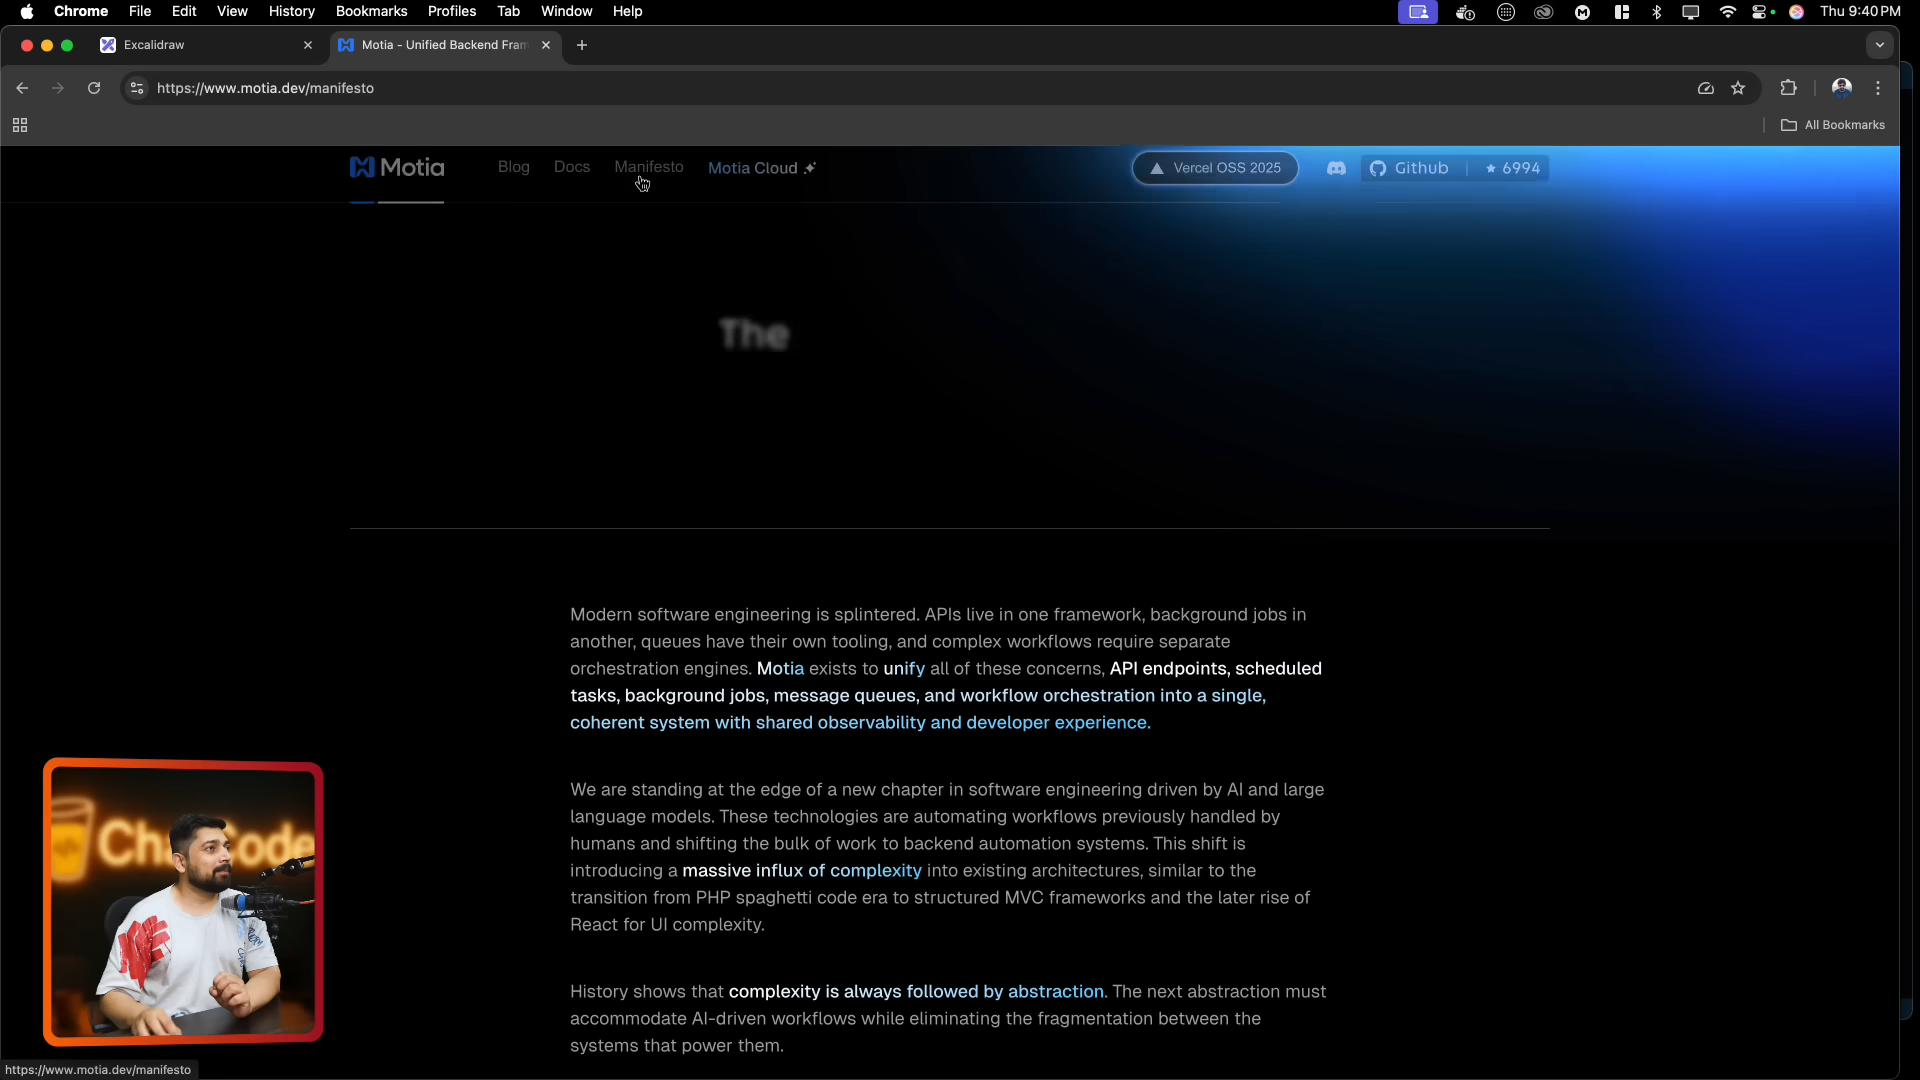 Chrome File Edit View History Bookmarks Profiles Tab Window Help Thu 9:40 PM
Excalidraw Motia - Unified Backend Fram
https://www.motia.dev/manifesto
All Bookmarks
Motia Blog Docs Manifesto Motia Cloud Vercel OSS 2025 Github 6994
The
Modern software engineering is splintered. APIs live in one framework, background jobs in
another, queues have their own tooling, and complex workflows require separate
orchestration engines. Motia exists to unify all of these concerns, API endpoints, scheduled
tasks, background jobs, message queues, and workflow orchestration into a single,
coherent system with shared observability and developer experience.
We are standing at the edge of a new chapter in software engineering driven by AI and large
language models. These technologies are automating workflows previously handled by
humans and shifting the bulk of work to backend automation systems. This shift is
introducing a massive influx of complexity into existing architectures, similar to the
transition from PHP spaghetti code era to structured MVC frameworks and the later rise of
React for UI complexity.
History shows that complexity is always followed by abstraction. The next abstraction must
accommodate AI-driven workflows while eliminating the fragmentation between the
systems that power them.
https://www.motia.dev/manifesto